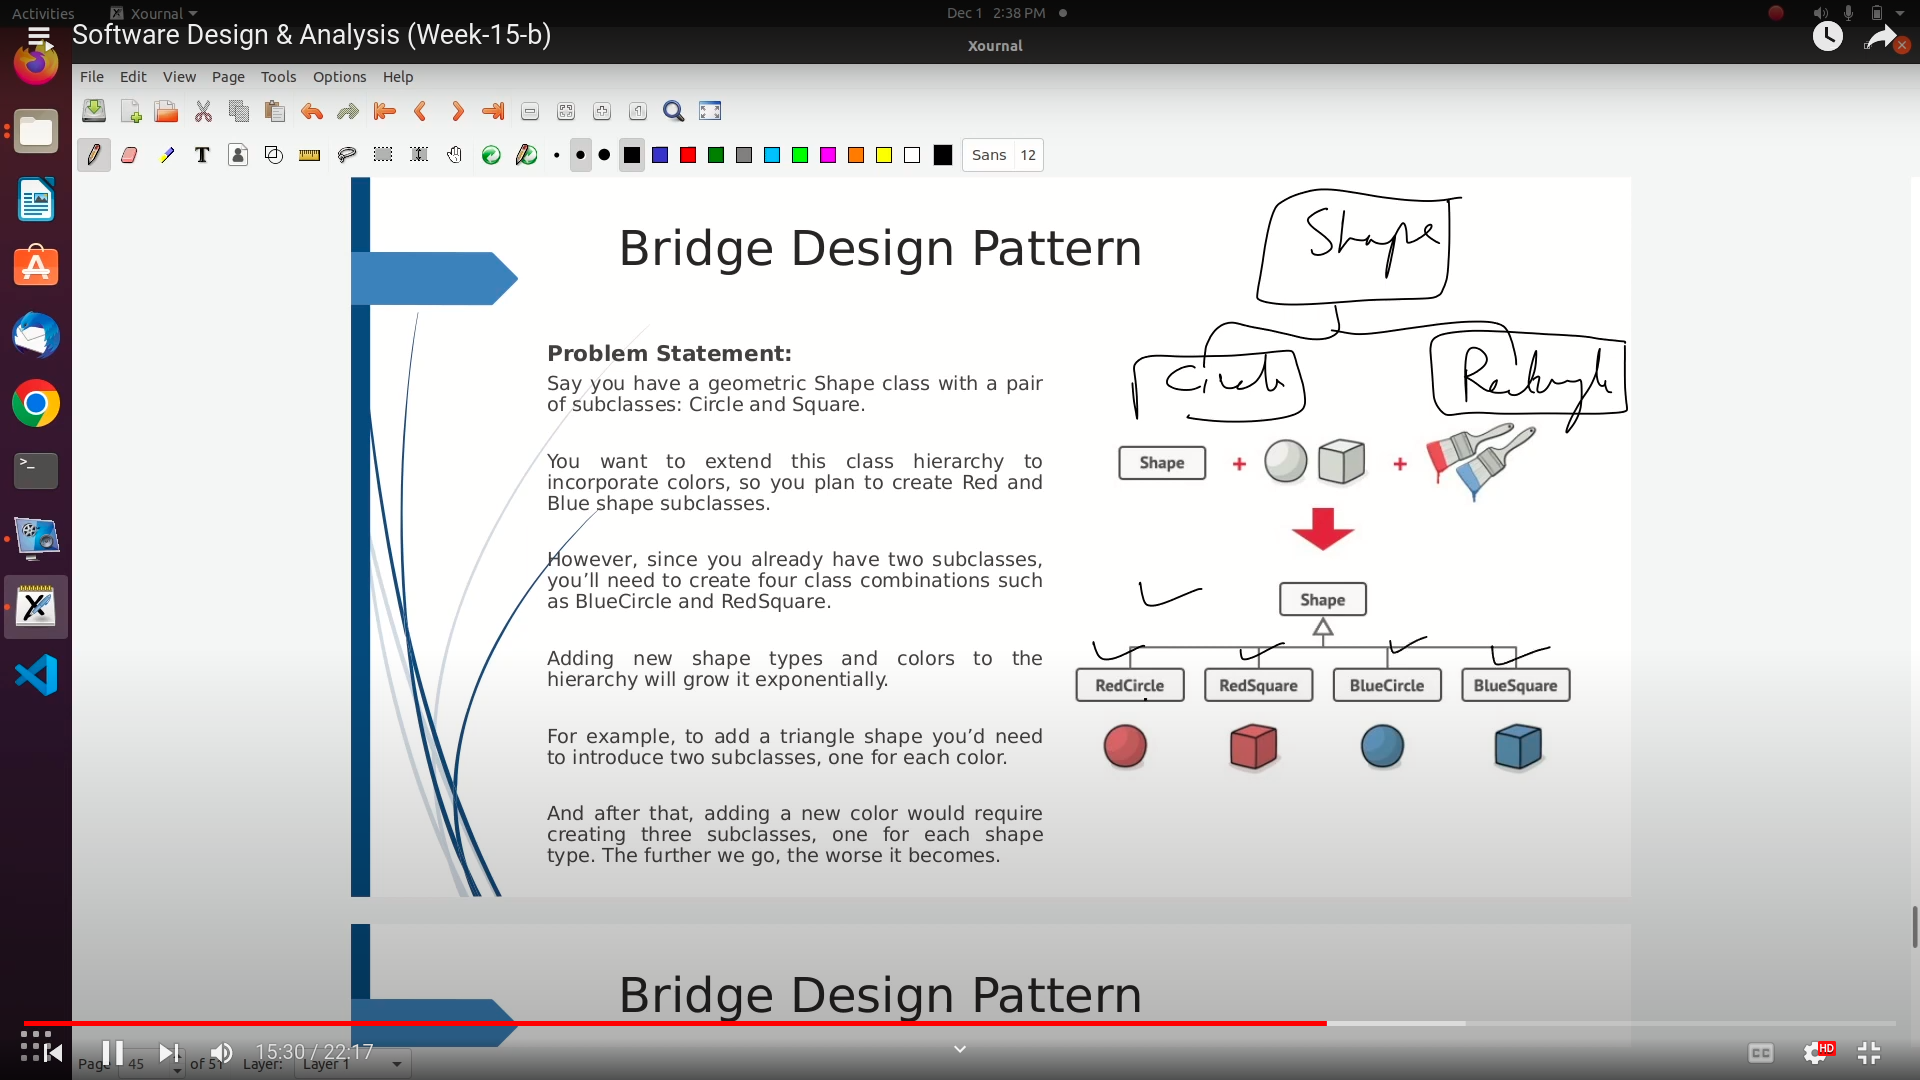 Activities
Xournal
Dec 1 2:38 PM
Software Design & Analysis (Week-15-b)
Xournal
File Edit View Page Tools Options Help
Sans 12
Bridge Design Pattern
Shape
Circle
Rectangle
Problem Statement:
Say you have a geometric Shape class with a pair
of subclasses: Circle and Square.
You want to extend this class hierarchy to
incorporate colors, so you plan to create Red and
Blue shape subclasses.
However, since you already have two subclasses,
you’ll need to create four class combinations such
as BlueCircle and RedSquare.
Adding new shape types and colors to the
hierarchy will grow it exponentially.
For example, to add a triangle shape you’d need
to introduce two subclasses, one for each color.
And after that, adding a new color would require
creating three subclasses, one for each shape
type. The further we go, the worse it becomes.
Shape + +
Shape
RedCircle RedSquare BlueCircle BlueSquare
Bridge Design Pattern
15:30 / 22:17
CC HD
Page 45 of 51 Layer: Layer 1